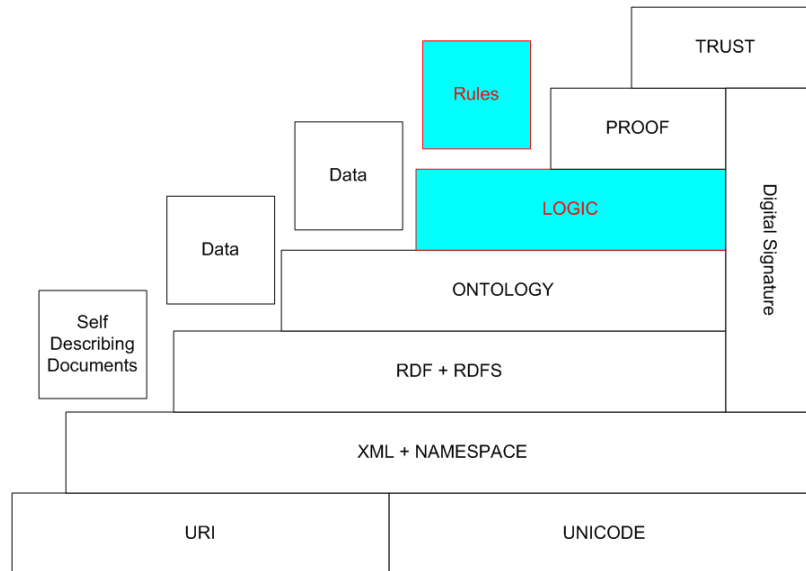 TRUST
Rules
PROOF
Data
LOGIC
Digital Signature
Data
ONTOLOGY
Self
Describing
Documents
RDF + RDFS
XML + NAMESPACE
URI
UNICODE